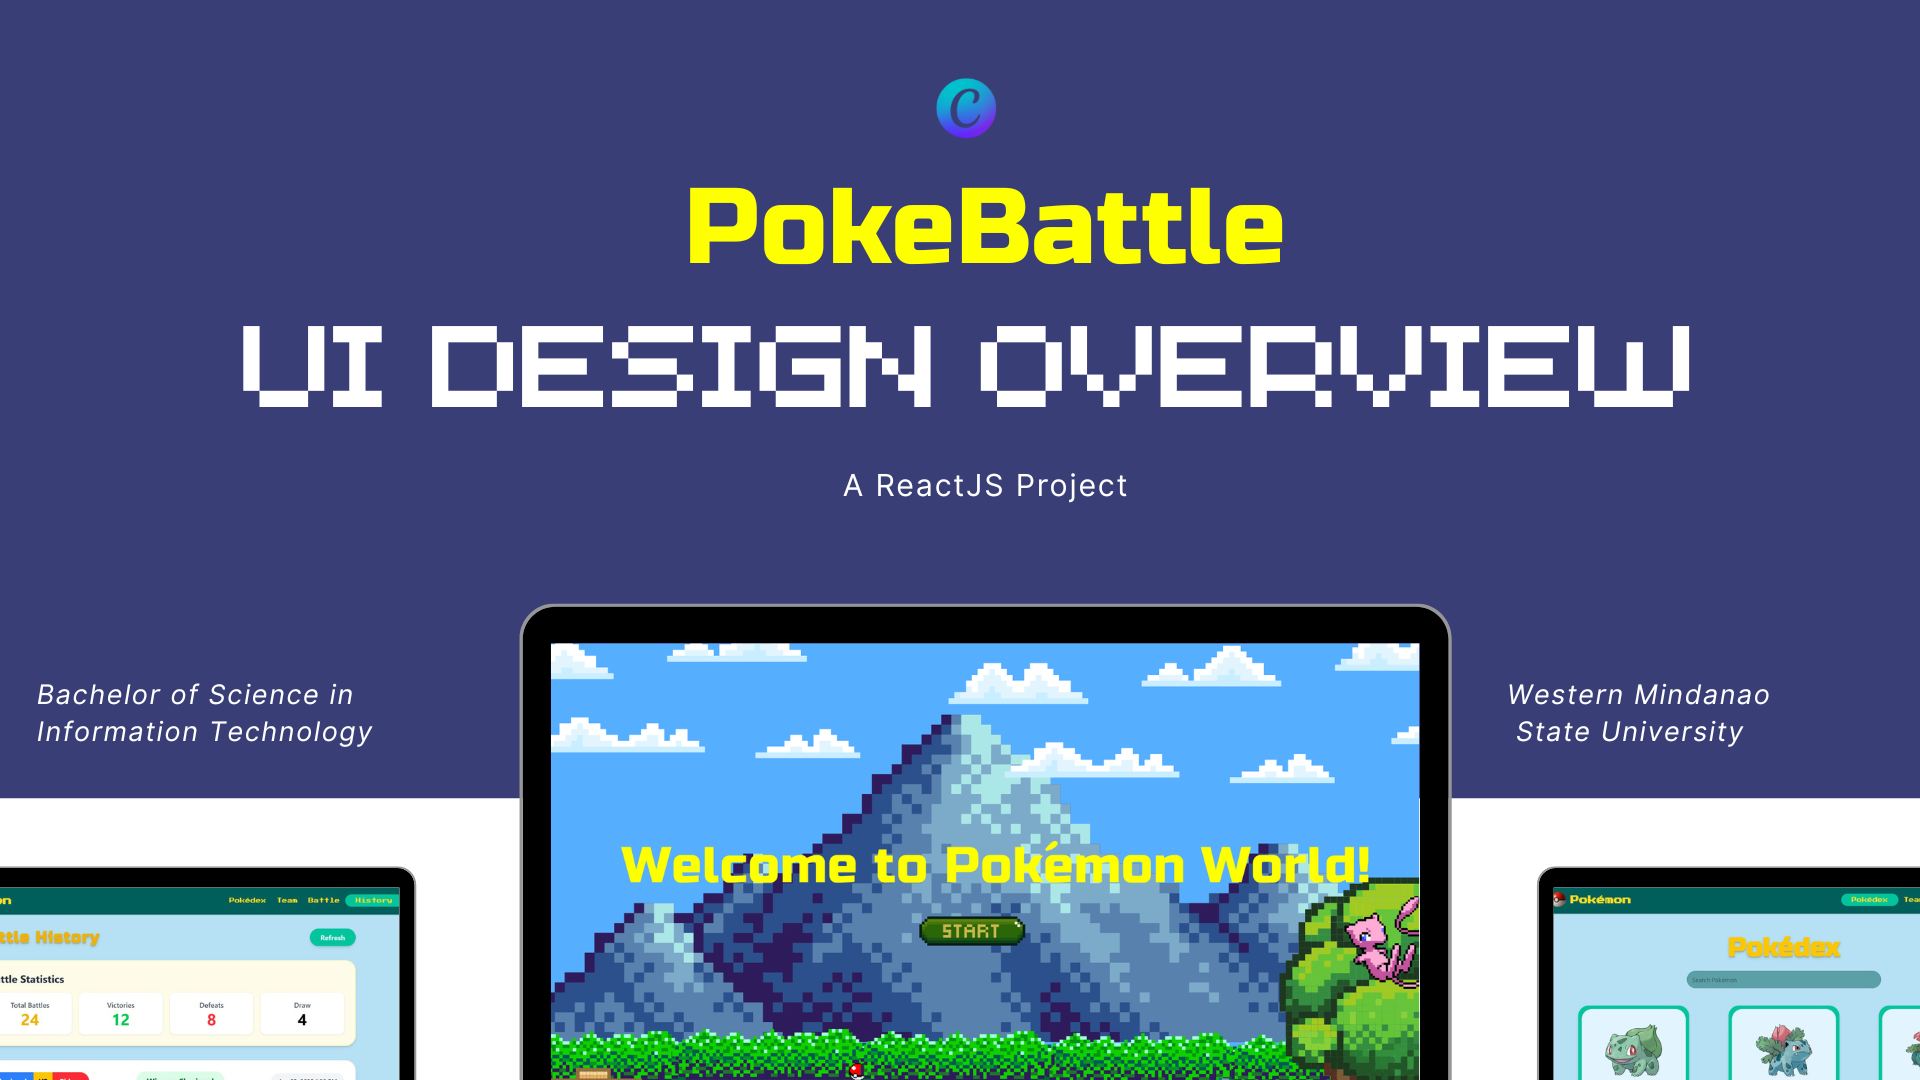 C
PokeBattle
UI DESIGN OVERVIEW
A ReactJS Project
Bachelor of Science in
Information Technology
Western Mindanao
State University
Welcome to Pokémon World!
START
on
Pokédex Team Battle History
ttle History
Refresh
ttle Statistics
Total Battles Victories Defeats Draw
24 12 8 4
Pokémon
Pokédex Tea
Pokédex
Search Pokémon